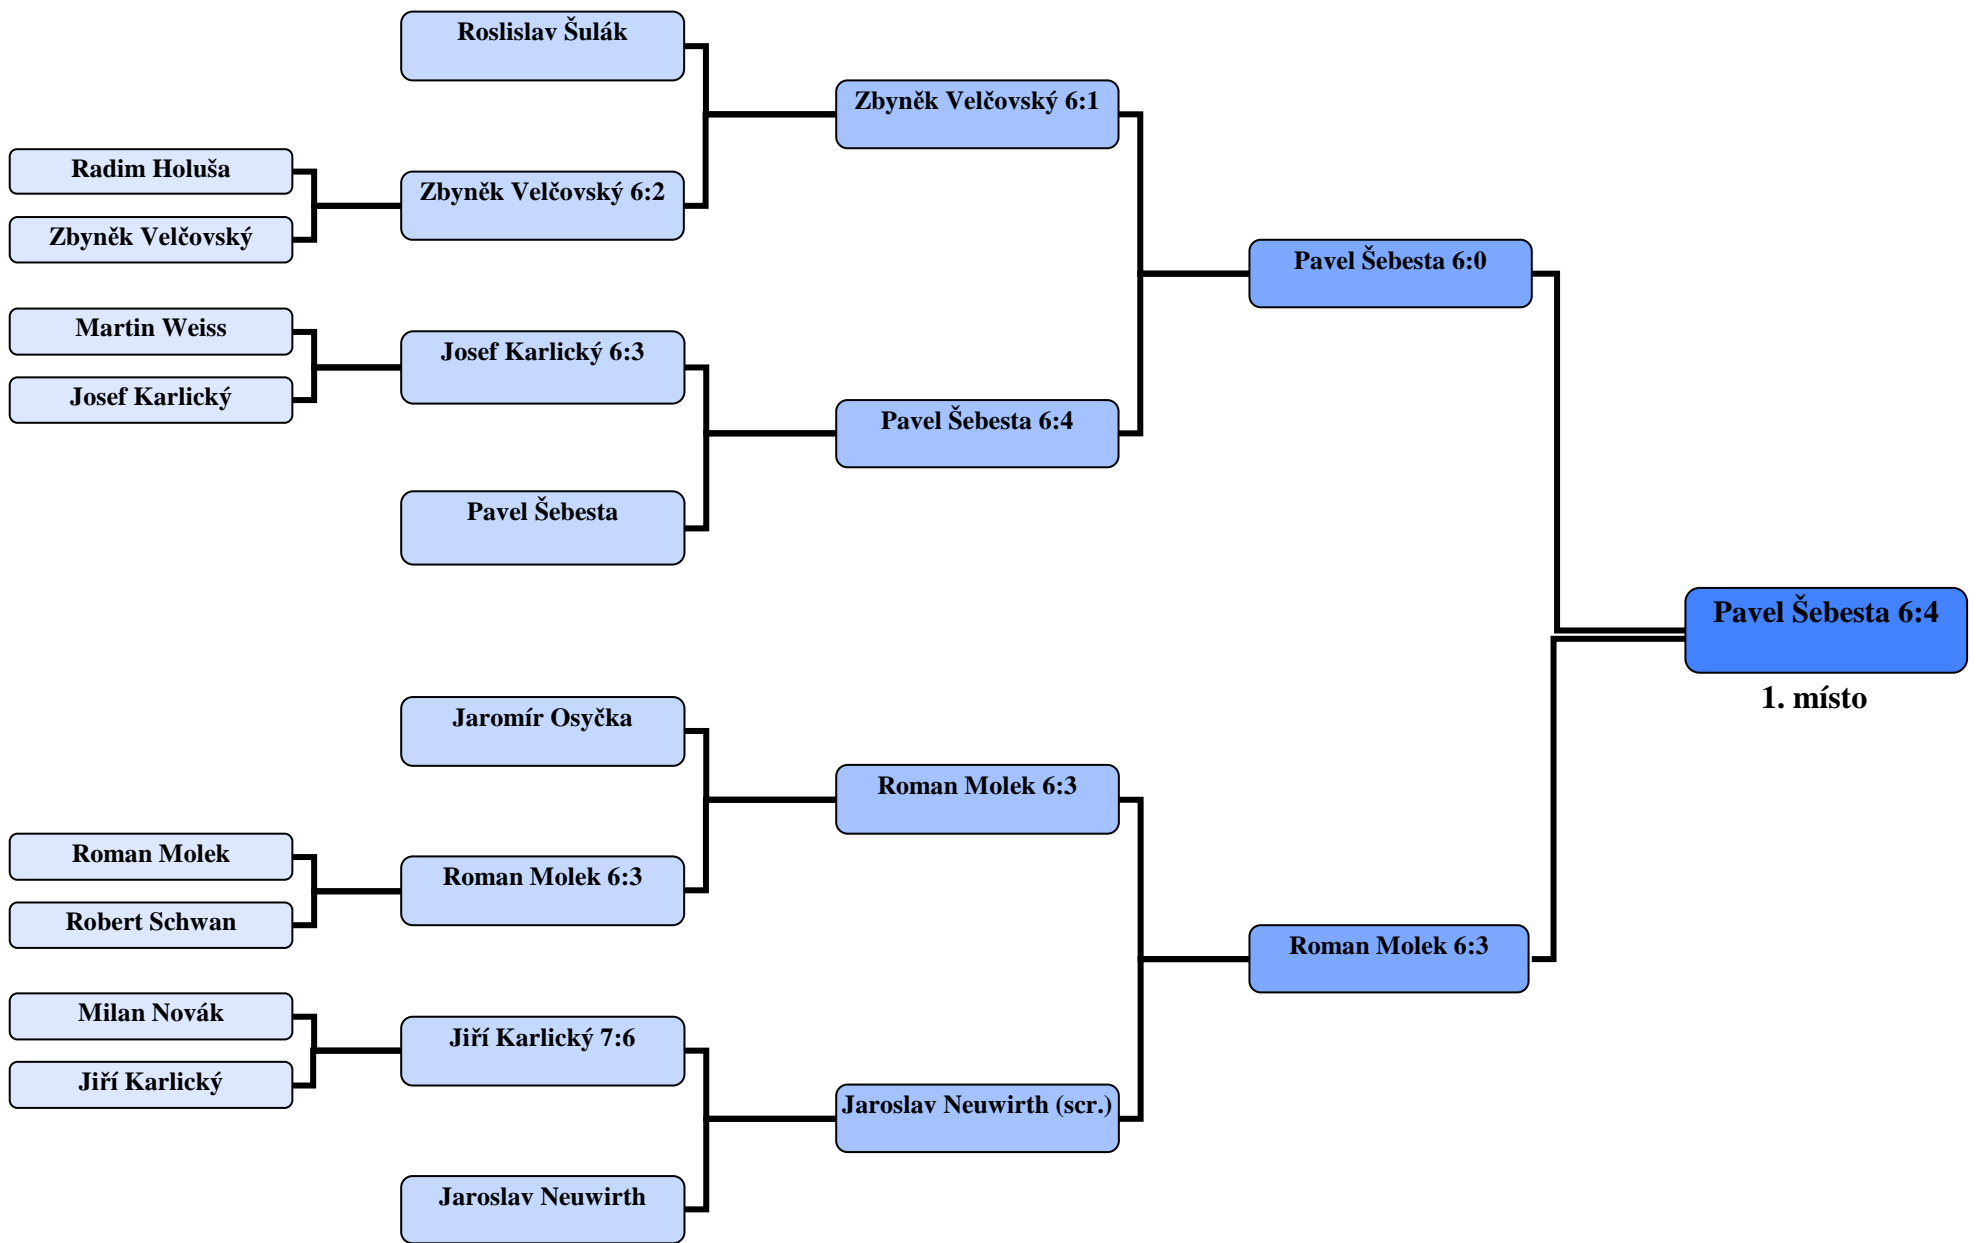 Roslislav Šulák
Zbyněk Velčovský 6:1
Radim Holuša
Zbyněk Velčovský 6:2
Zbyněk Velčovský
Pavel Šebesta 6:0
Martin Weiss
Josef Karlický 6:3
Josef Karlický
Pavel Šebesta 6:4
Pavel Šebesta
Pavel Šebesta 6:4
1. místo
Jaromír Osyčka
Roman Molek 6:3
Roman Molek
Roman Molek 6:3
Robert Schwan
Roman Molek 6:3
Milan Novák
Jiří Karlický 7:6
Jiří Karlický
Jaroslav Neuwirth (scr.)
Jaroslav Neuwirth